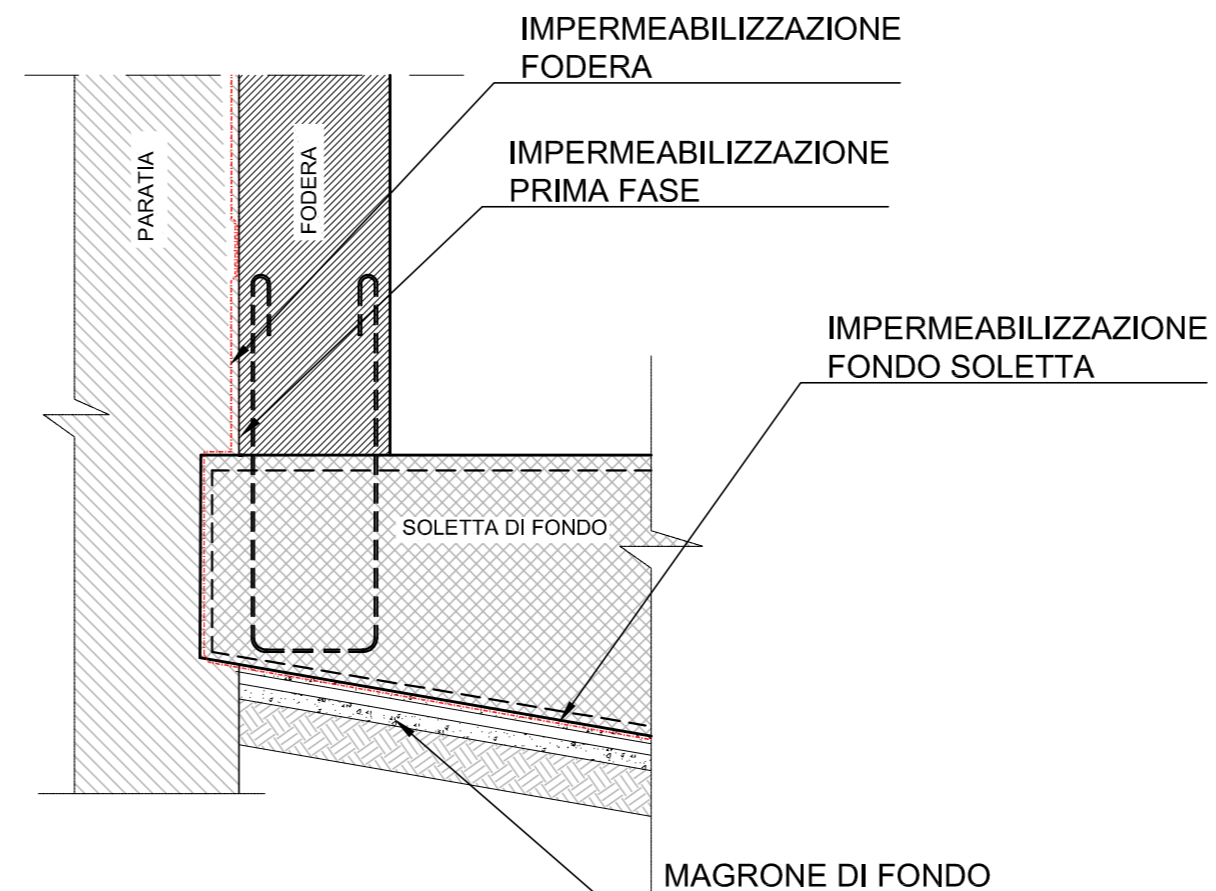 IMPERMEABILIZZAZIONE
FODERA
IMPERMEABILIZZAZIONE
PRIMA FASE
PARATIA
FODERA
IMPERMEABILIZZAZIONE
FONDO SOLETTA
SOLETTA DI FONDO
MAGRONE DI FONDO